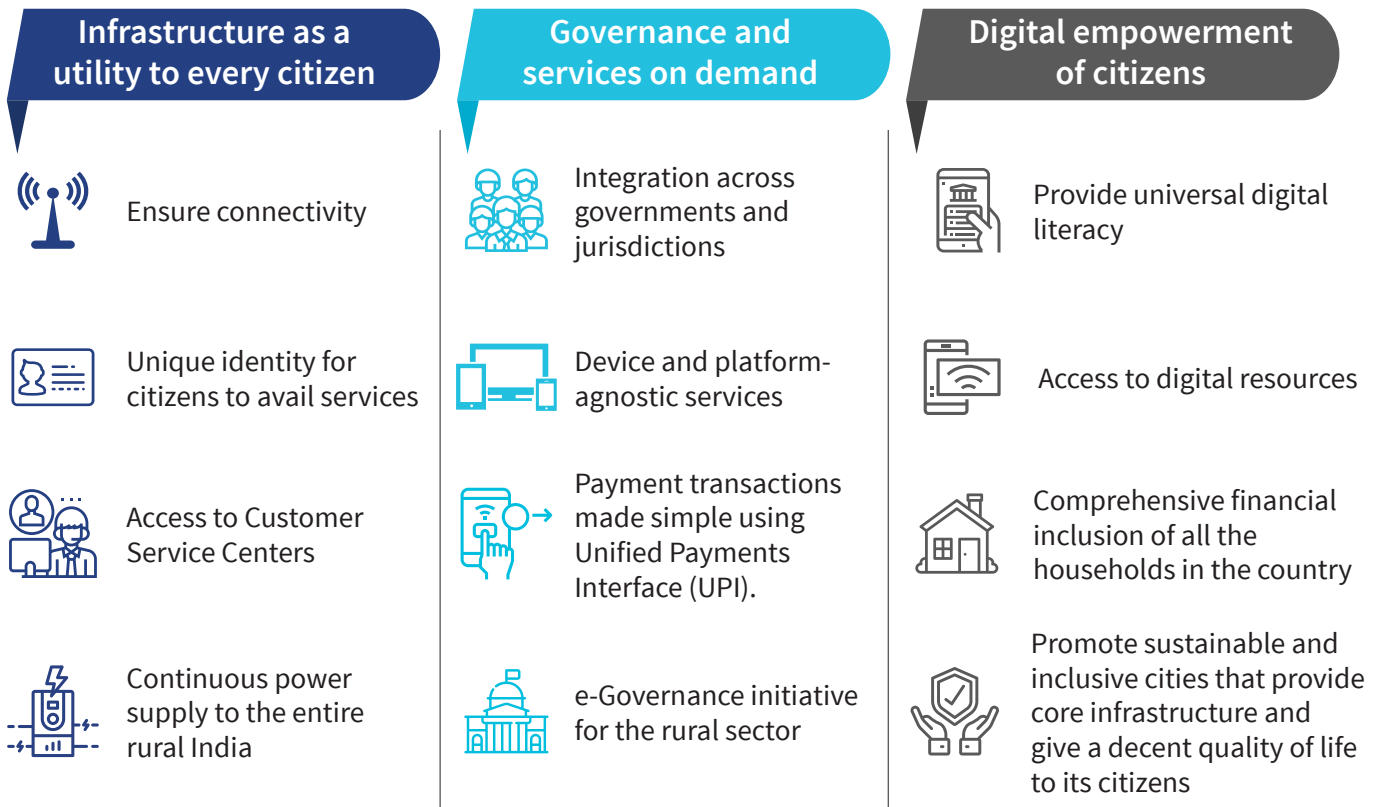 Infrastructure as a
utility to every citizen
Ensure connectivity
Unique identity for
citizens to avail services
Access to Customer
Service Centers
Continuous power
supply to the entire
rural India
Governance and
services on demand
Integration across
governments and
jurisdictions
Device and platform-
agnostic services
Payment transactions
made simple using
Unified Payments
Interface (UPI).
e-Governance initiative
for the rural sector
Digital empowerment
of citizens
Provide universal digital
literacy
Access to digital resources
Comprehensive financial
inclusion of all the
households in the country
Promote sustainable and
inclusive cities that provide
core infrastructure and
give a decent quality of life
to its citizens